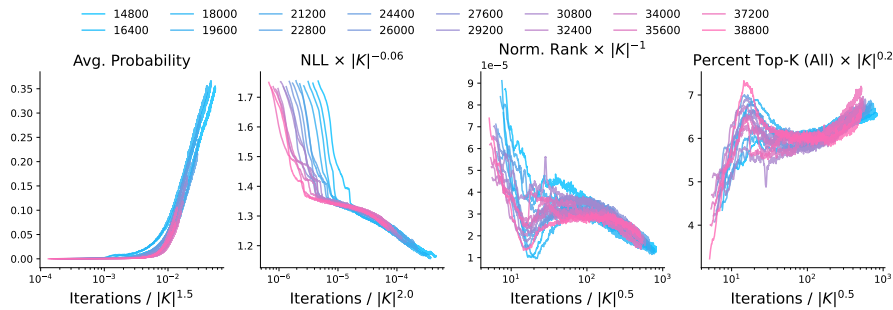 14800 18000 21200 24400 27600 30800 34000 37200
16400 19600 22800 26000 29200 32400 35600 38800
Avg. Probability
NLL × |K|^−0.06
Norm. Rank × |K|^−1
Percent Top-K (All) × |K|^0.2
1e−5
0.35
0.30
0.25
0.20
0.15
0.10
0.05
0.00
10^−4 10^−3 10^−2
Iterations / |K|^1.5
1.7
1.6
1.5
1.4
1.3
1.2
10^−6 10^−5 10^−4
Iterations / |K|^2.0
9
8
7
6
5
4
3
2
1
10^1 10^2 10^3
Iterations / |K|^0.5
7
6
5
4
10^1 10^2 10^3
Iterations / |K|^0.5